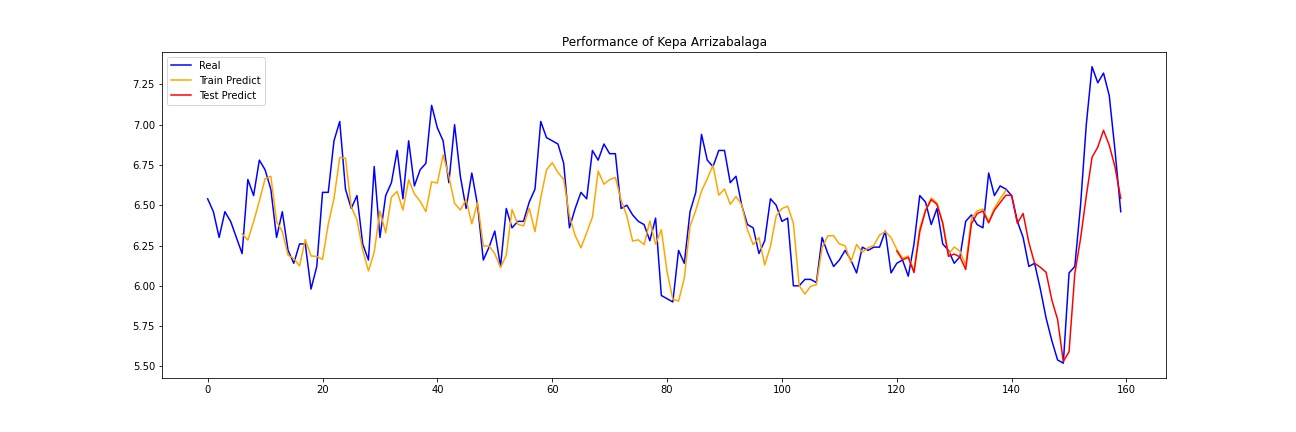 Performance of Kepa Arrizabalaga
Real
Train Predict
Test Predict
7.25
7.00
6.75
6.50
6.25
6.00
5.75
5.50
0 20 40 60 80 100 120 140 160